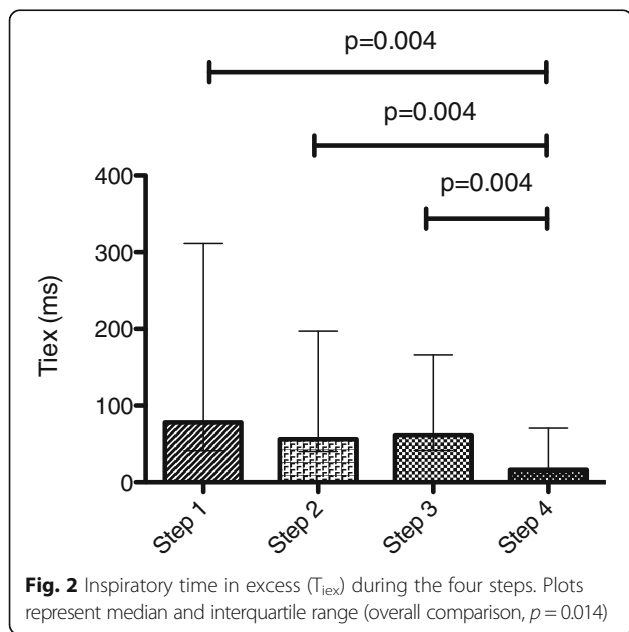 p=0.004
p=0.004
p=0.004
400
300
200
100
0
Tiex (ms)
Step 1
Step 2
Step 3
Step 4
Fig. 2 Inspiratory time in excess (Tiex) during the four steps. Plots
represent median and interquartile range (overall comparison, p = 0.014)